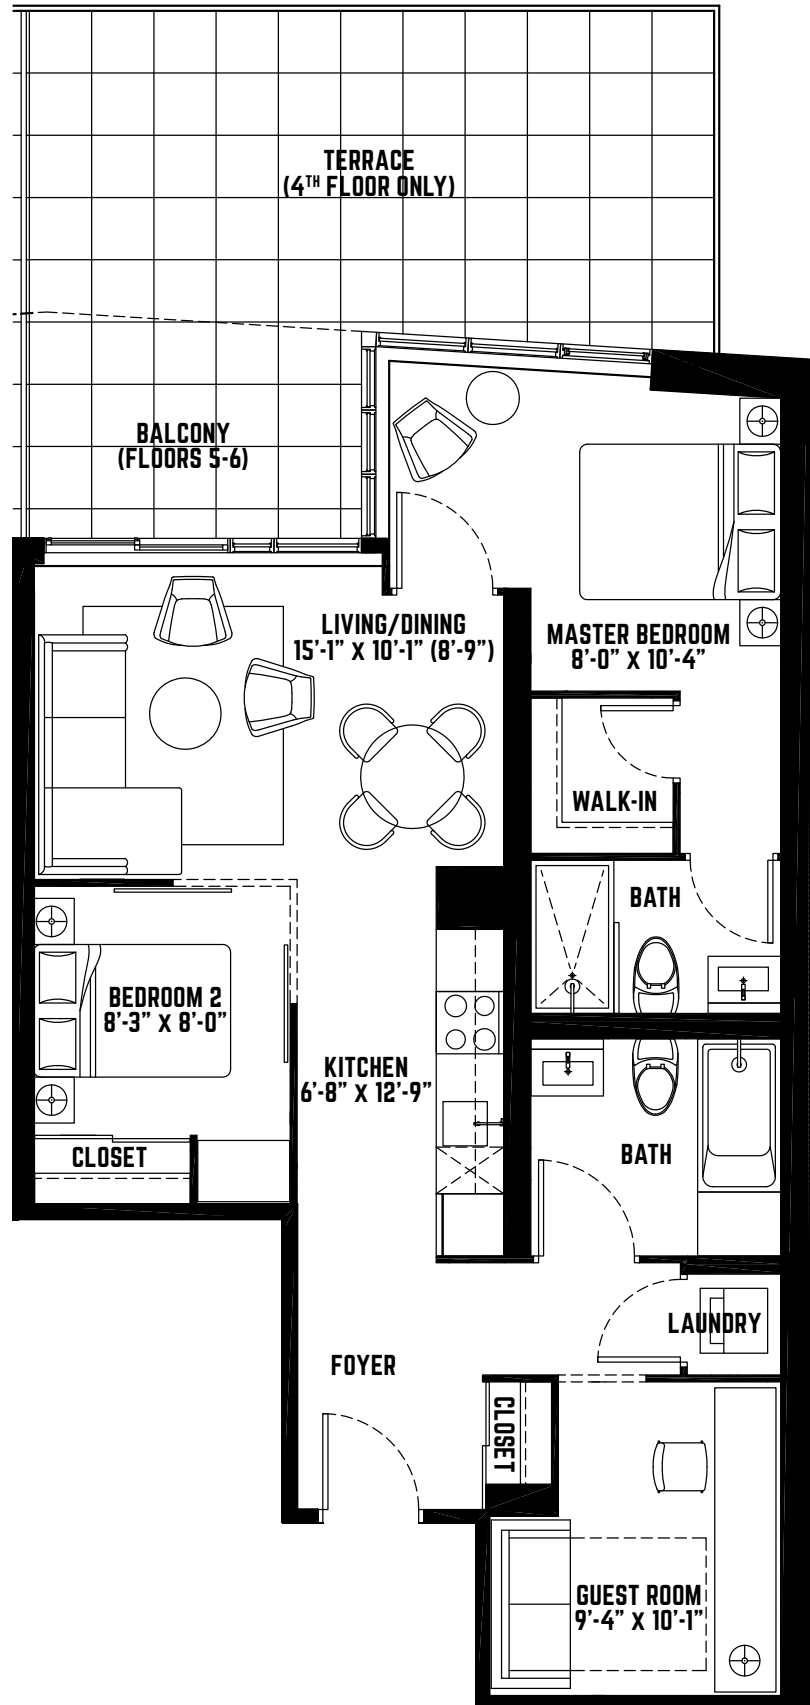 TERRACE
(4TH FLOOR ONLY)
BALCONY
(FLOORS 5-6)
LIVING/DINING
15'-1" X 10'-1" (8'-9")
MASTER BEDROOM
8'-0" X 10'-4"
WALK-IN
BATH
BEDROOM 2
8'-3" X 8'-0"
KITCHEN
6'-8" X 12'-9"
CLOSET
BATH
LAUNDRY
FOYER
CLOSET
GUEST ROOM
9'-4" X 10'-1"